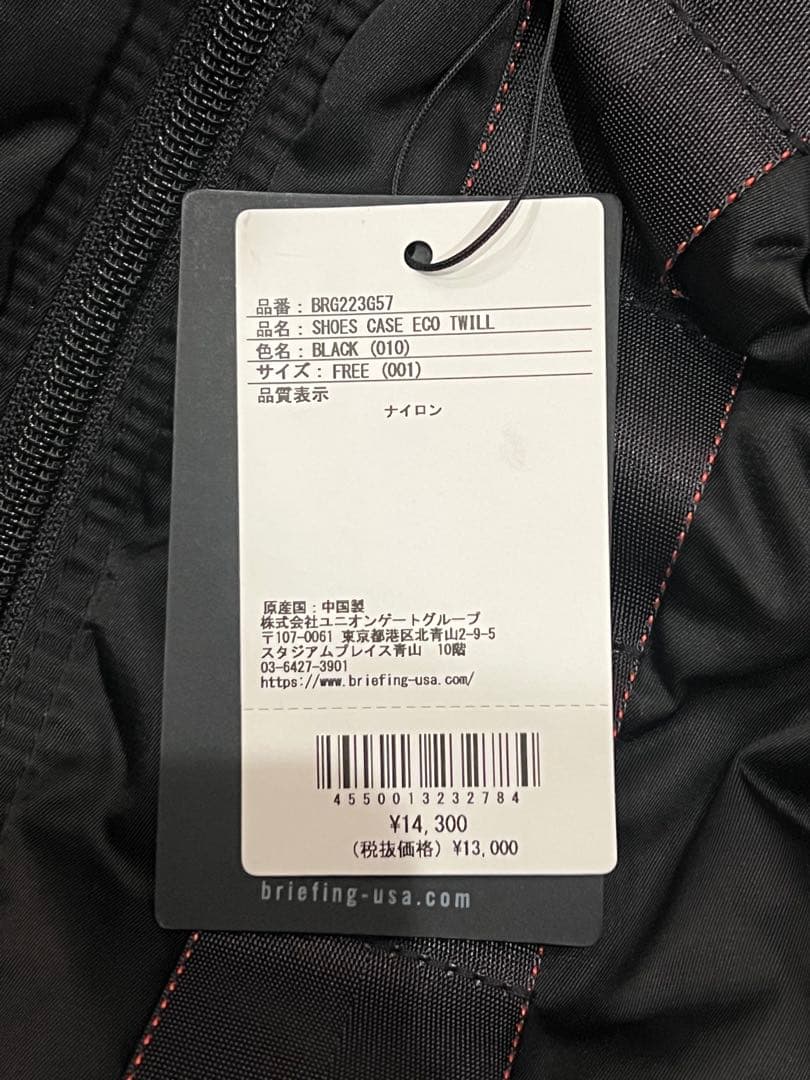 品番：BRG223G57
品名：SHOES CASE ECO TWILL
色名：BLACK (010)
サイズ：FREE (001)
品質表示
ナイロン
原産国：中国製
株式会社ユニオンゲートグループ
〒107-0061 東京都港区北青山2-9-5
スタジアムプレイス青山　10階
03-6427-3901
https://www.briefing-usa.com/
4550013232784
¥14,300
(税抜価格) ¥13,000
briefing-usa.com